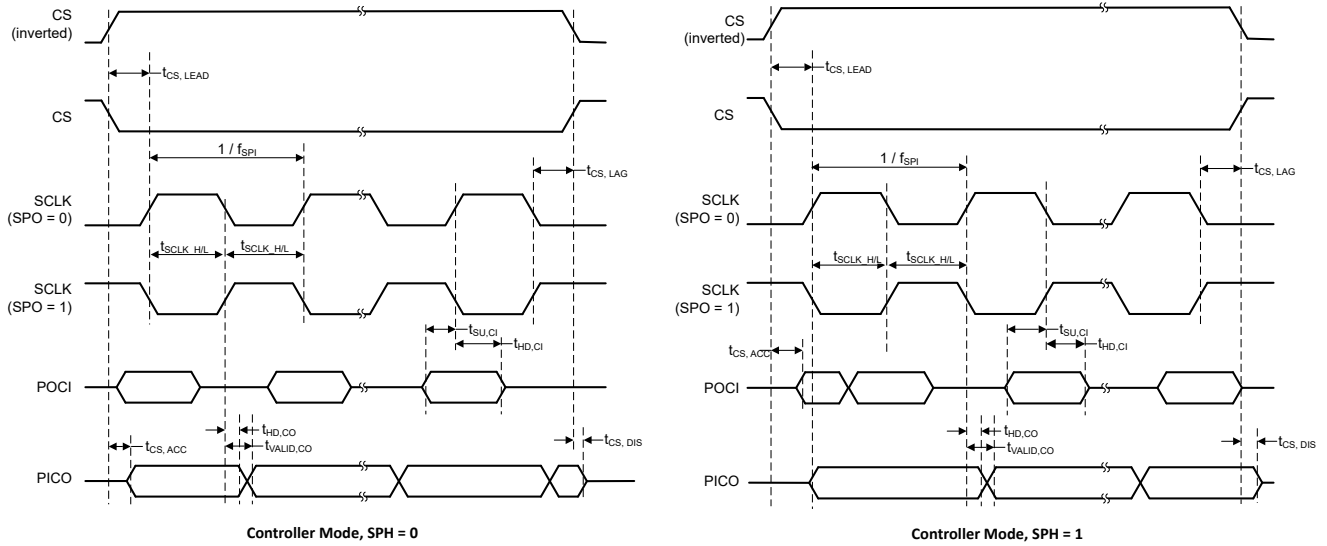 CS
(inverted)
tCS, LEAD
CS
1 / fSPI
tCS, LAG
SCLK
(SPO = 0)
tSCLK_H/L
tSCLK_H/L
SCLK
(SPO = 1)
tSU,CI
tHD,CI
POCI
tHD,CO
tVALID,CO
tCS, ACC
tCS, DIS
PICO
Controller Mode, SPH = 0
CS
(inverted)
tCS, LEAD
CS
1 / fSPI
tCS, LAG
SCLK
(SPO = 0)
tSCLK_H/L
tSCLK_H/L
SCLK
(SPO = 1)
tSU,CI
tHD,CI
tCS, ACC
POCI
tHD,CO
tVALID,CO
tCS, DIS
PICO
Controller Mode, SPH = 1